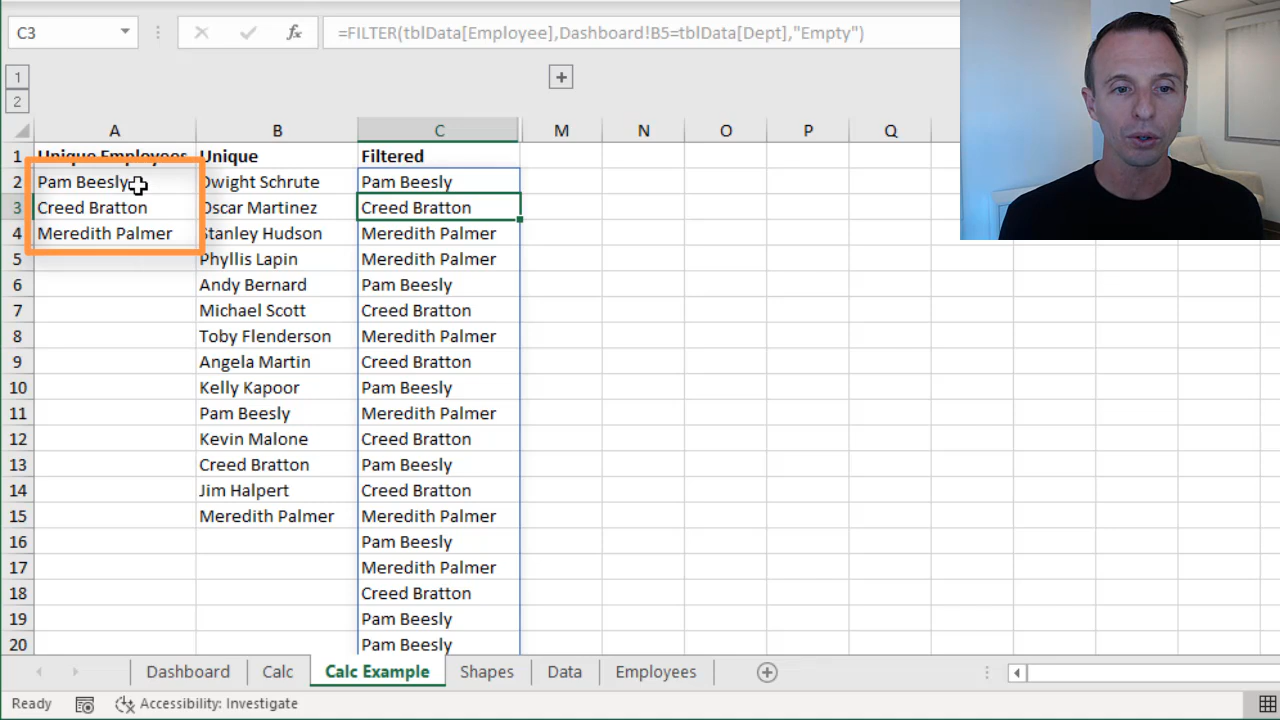 C3 fx =FILTER(tblData[Employee],Dashboard!B5=tblData[Dept],"Empty")
1
2
+
A B C M N O P Q
1 Unique Employees Unique Filtered
2 Pam Beesly Dwight Schrute Pam Beesly
3 Creed Bratton Oscar Martinez Creed Bratton
4 Meredith Palmer Stanley Hudson Meredith Palmer
5 Phyllis Lapin Meredith Palmer
6 Andy Bernard Pam Beesly
7 Michael Scott Creed Bratton
8 Toby Flenderson Meredith Palmer
9 Angela Martin Creed Bratton
10 Kelly Kapoor Pam Beesly
11 Pam Beesly Meredith Palmer
12 Kevin Malone Creed Bratton
13 Creed Bratton Pam Beesly
14 Jim Halpert Creed Bratton
15 Meredith Palmer Meredith Palmer
16 Pam Beesly
17 Meredith Palmer
18 Creed Bratton
19 Pam Beesly
20 Pam Beesly
Dashboard Calc Calc Example Shapes Data Employees
Ready Accessibility: Investigate